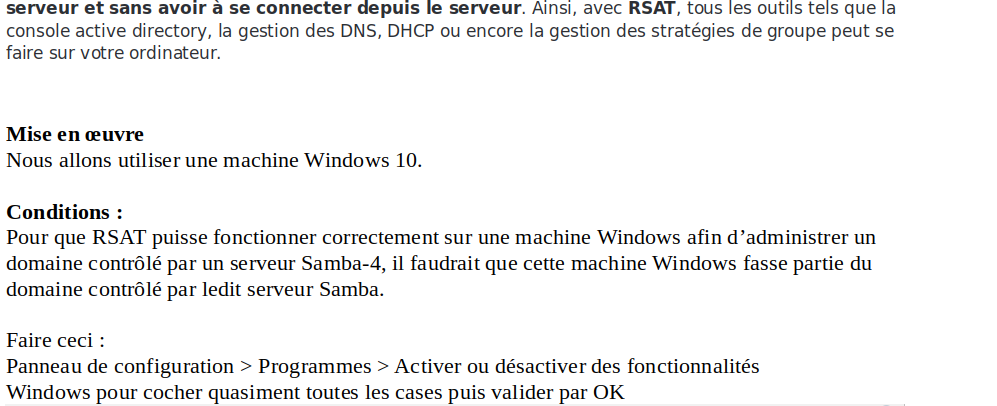 serveur et sans avoir à se connecter depuis le serveur. Ainsi, avec RSAT, tous les outils tels que la
console active directory, la gestion des DNS, DHCP ou encore la gestion des stratégies de groupe peut se
faire sur votre ordinateur.
Mise en œuvre
Nous allons utiliser une machine Windows 10.
Conditions :
Pour que RSAT puisse fonctionner correctement sur une machine Windows afin d’administrer un
domaine contrôlé par un serveur Samba-4, il faudrait que cette machine Windows fasse partie du
domaine contrôlé par ledit serveur Samba.
Faire ceci :
Panneau de configuration > Programmes > Activer ou désactiver des fonctionnalités
Windows pour cocher quasiment toutes les cases puis valider par OK